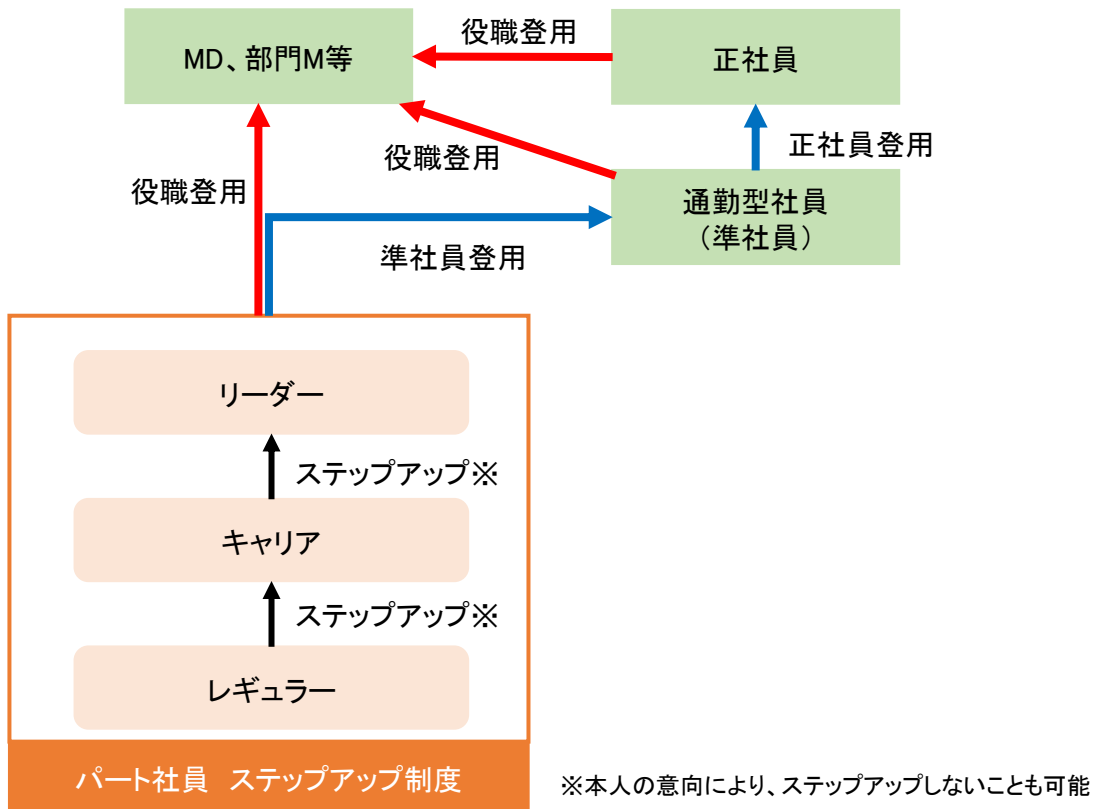 役職登用
MD、部門M等
正社員
役職登用
正社員登用
役職登用
通勤型社員
（準社員）
準社員登用
リーダー
ステップアップ※
キャリア
ステップアップ※
レギュラー
パート社員　ステップアップ制度
※本人の意向により、ステップアップしないことも可能